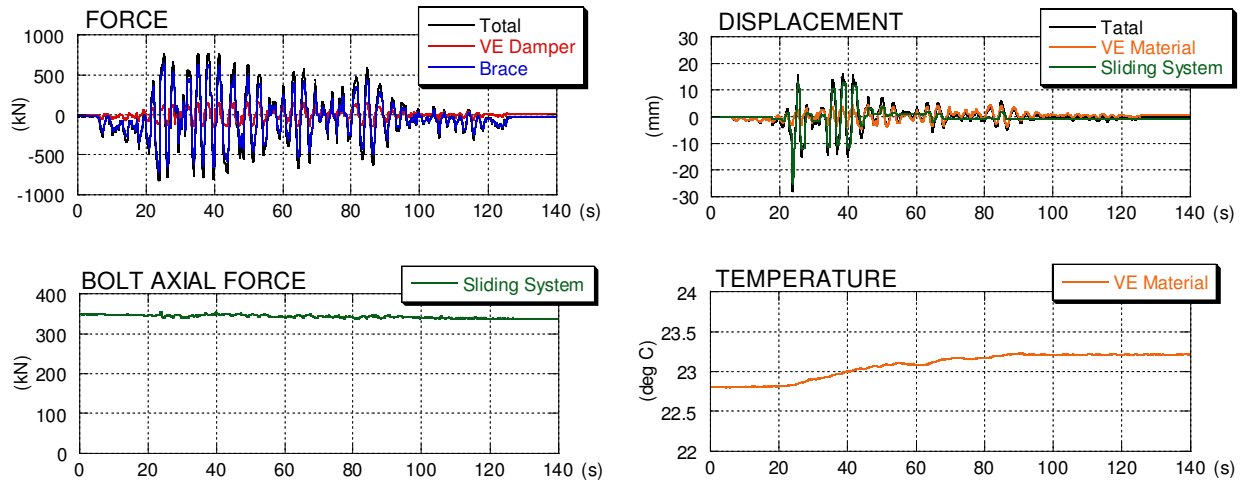 FORCE
Total
VE Damper
Brace
1000
500
0
-500
-1000
(kN)
0 20 40 60 80 100 120 140 (s)
DISPLACEMENT
Tatal
VE Material
Sliding System
30
20
10
0
-10
-20
-30
(mm)
0 20 40 60 80 100 120 140 (s)
BOLT AXIAL FORCE
Sliding System
400
300
200
100
0
(kN)
0 20 40 60 80 100 120 140 (s)
TEMPERATURE
VE Material
24
23.5
23
22.5
22
(deg C)
0 20 40 60 80 100 120 140 (s)